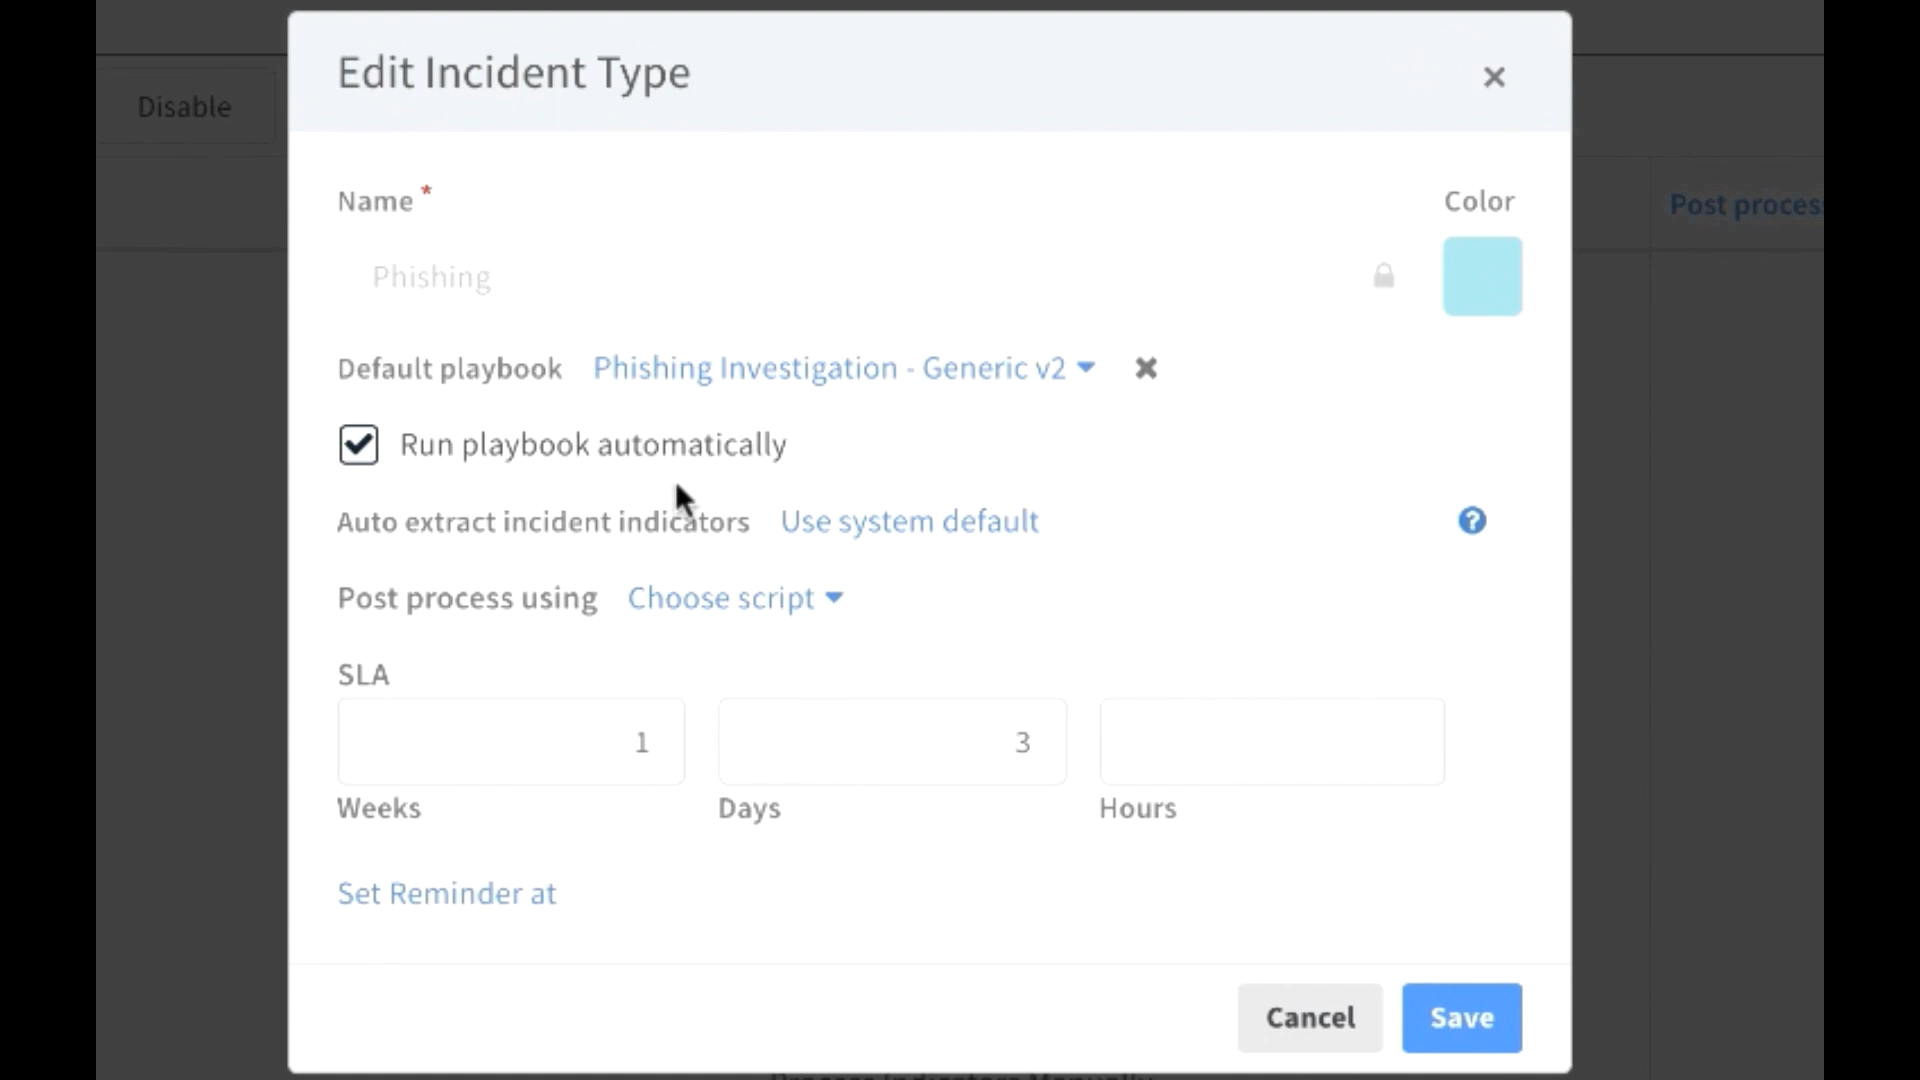 Edit Incident Type
×
Disable
Name *
Color
Post proces
Phishing
Default playbook Phishing Investigation - Generic v2
Run playbook automatically
Auto extract incident indicators Use system default ?
Post process using Choose script
SLA
1 3
Weeks Days Hours
Set Reminder at
Cancel Save